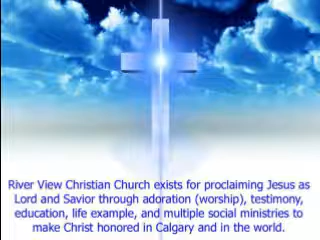 River View Christian Church exists for proclaiming Jesus as
Lord and Savior through adoration (worship), testimony,
education, life example, and multiple social ministries to
make Christ honored in Calgary and in the world.